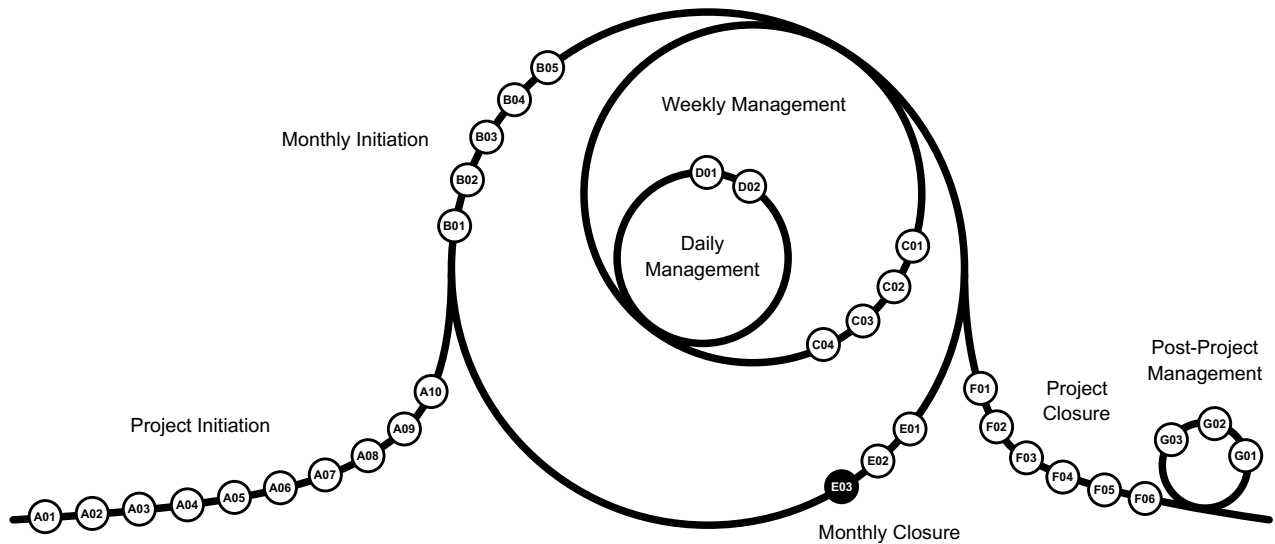 B05
B04
Weekly Management
Monthly Initiation
B03
D01
B02
D02
B01
Daily
Management
C01
C02
C03
C04
Post-Project
Management
Project
Closure
F01
A10
Project Initiation
A09
E01
F02
G03
G02
G01
A08
E02
F03
A07
F04
A06
E03
F05
A05
F06
A04
A03
A02
A01
Monthly Closure